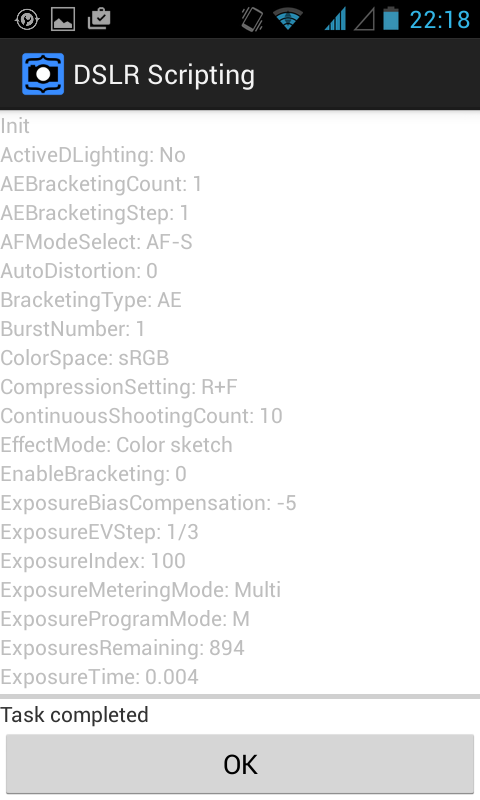 22:18
DSLR Scripting
Init
ActiveDLighting: No
AEBracketingCount: 1
AEBracketingStep: 1
AFModeSelect: AF-S
AutoDistortion: 0
BracketingType: AE
BurstNumber: 1
ColorSpace: sRGB
CompressionSetting: R+F
ContinuousShootingCount: 10
EffectMode: Color sketch
EnableBracketing: 0
ExposureBiasCompensation: -5
ExposureEVStep: 1/3
ExposureIndex: 100
ExposureMeteringMode: Multi
ExposureProgramMode: M
ExposuresRemaining: 894
ExposureTime: 0.004
Task completed
OK